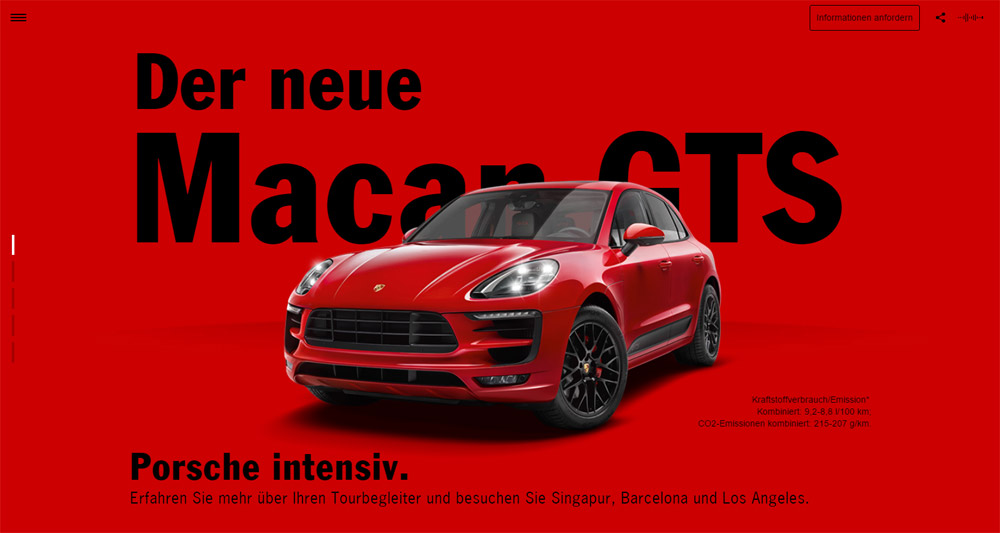 Informationen anfordern
Der neue
Macan GTS
Kraftstoffverbrauch/Emission*
Kombiniert: 9,2-8,8 l/100 km;
CO2-Emissionen kombiniert: 215-207 g/km
Porsche intensiv.
Erfahren Sie mehr über Ihren Tourbegleiter und besuchen Sie Singapur, Barcelona und Los Angeles.